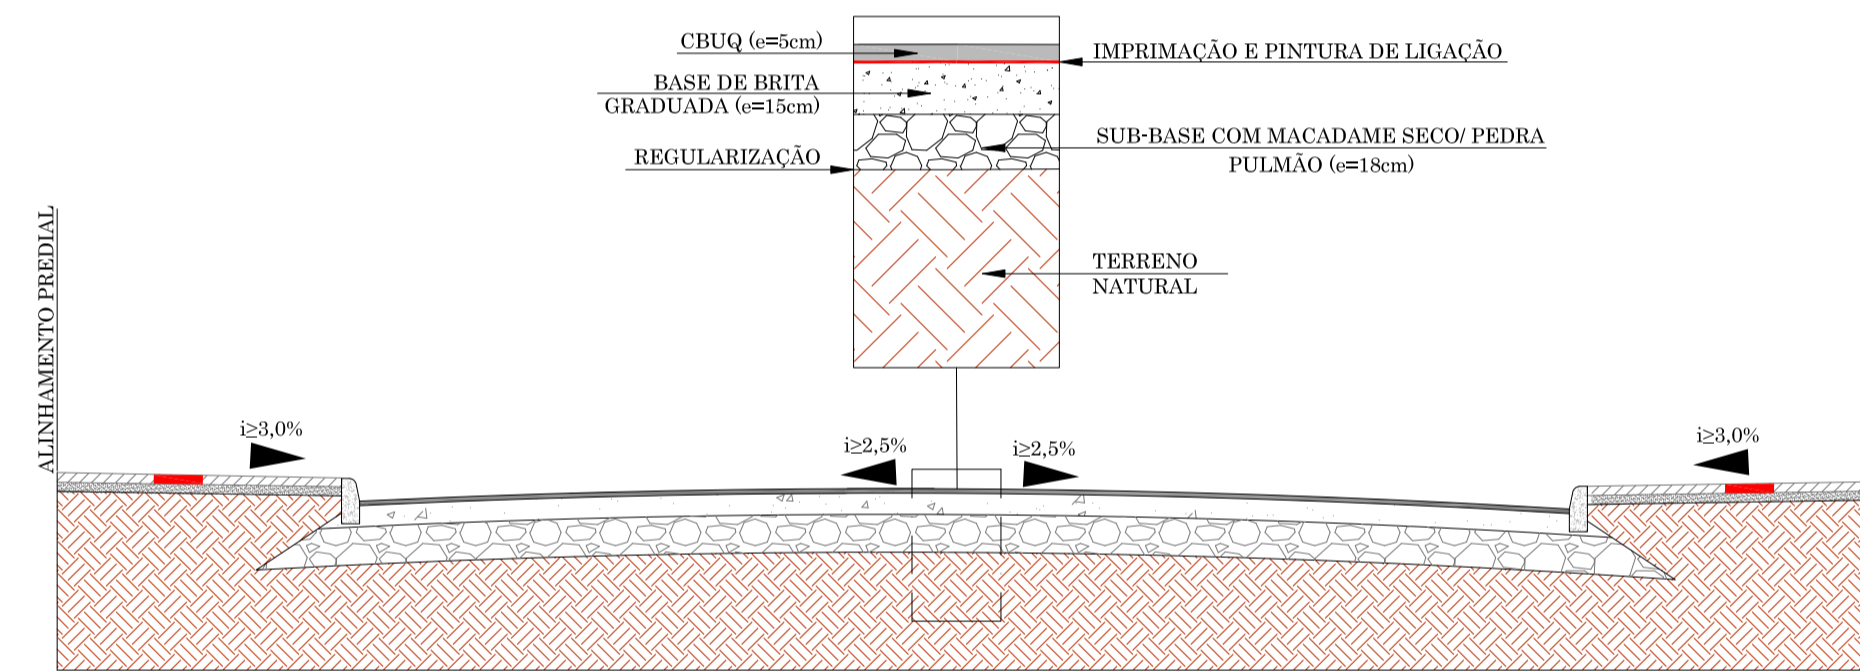 CBUQ (e=5cm)
IMPRIMAÇÃO E PINTURA DE LIGAÇÃO
BASE DE BRITA
GRADUADA (e=15cm)
SUB-BASE COM MACADAME SECO/ PEDRA
PULMÃO (e=18cm)
REGULARIZAÇÃO
TERRENO
NATURAL
ALINHAMENTO PREDIAL
i≥3,0%
i≥2,5%
i≥2,5%
i≥3,0%